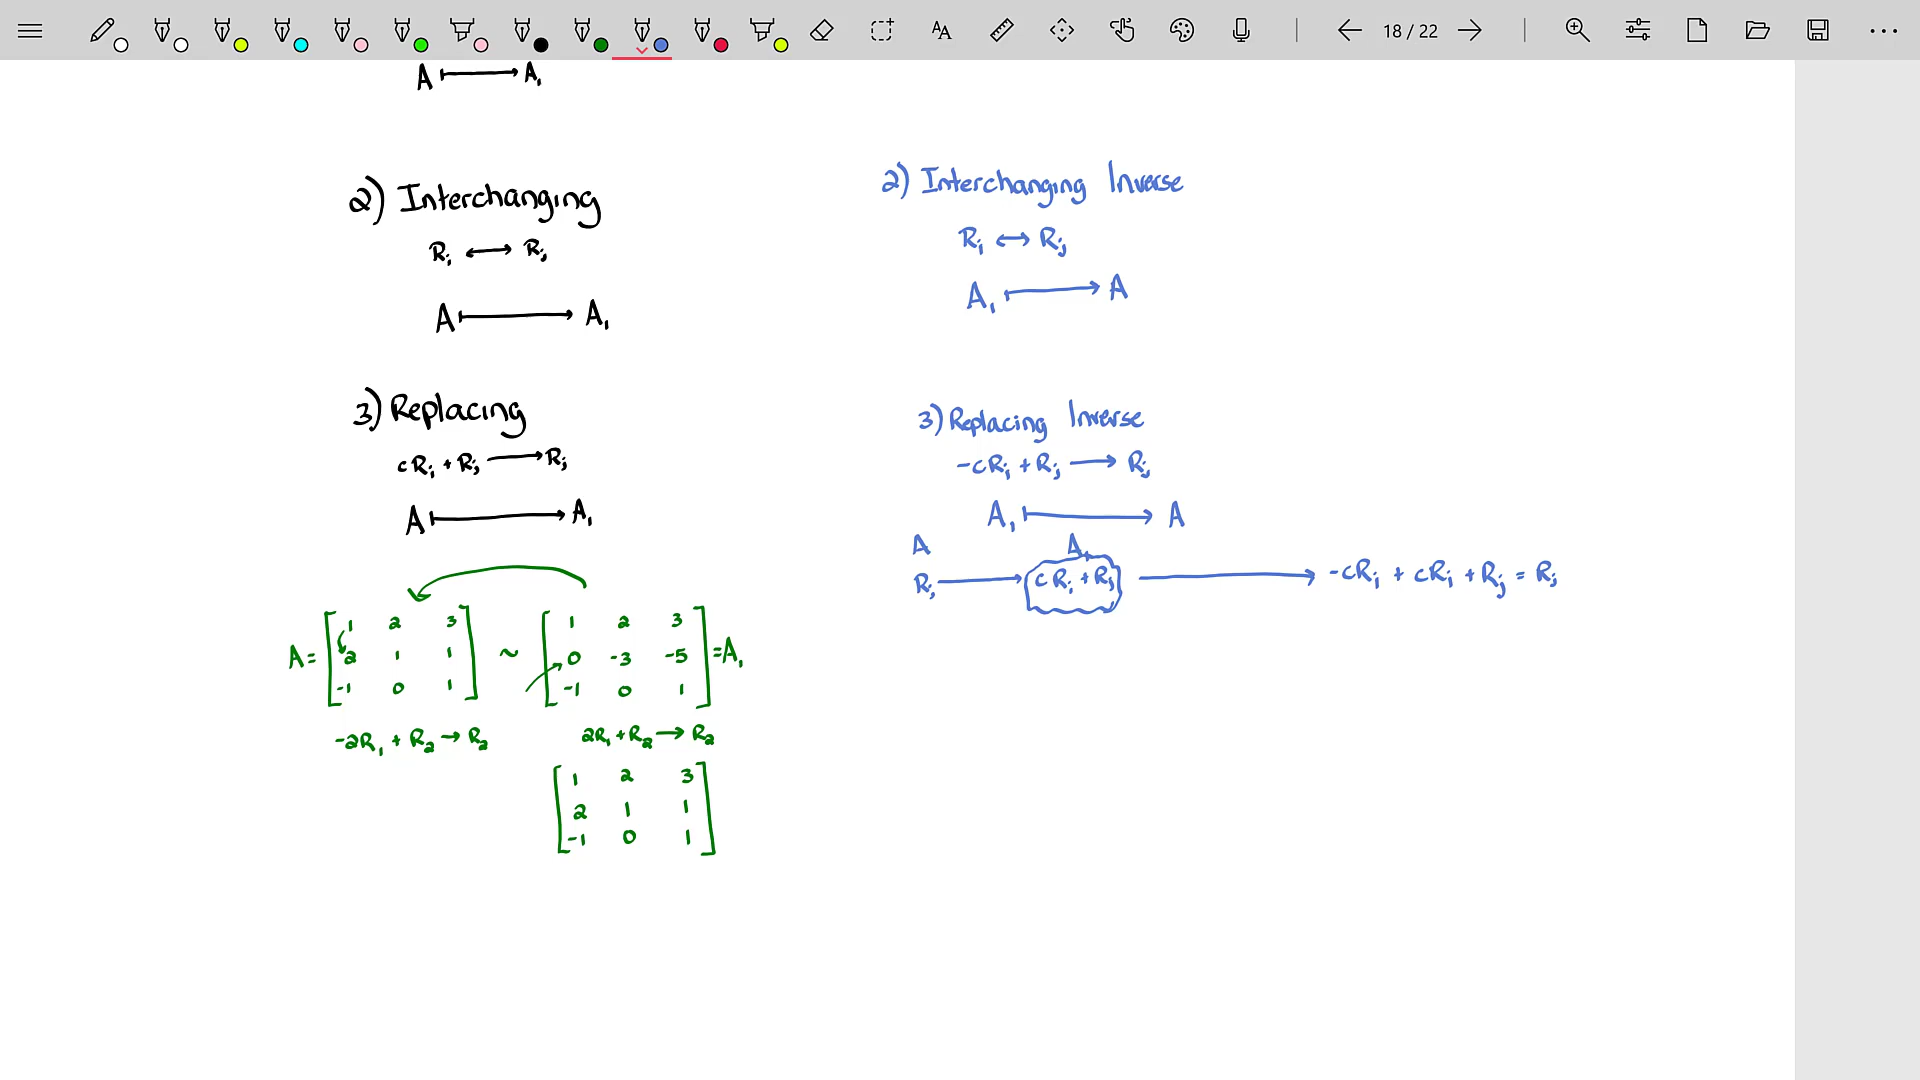 18 / 22
A ⟼ A₁
2) Interchanging
Rᵢ ⟷ Rⱼ
A ⟼ A₁
3) Replacing
cRᵢ + Rⱼ ⟶ Rⱼ
A ⟼ A₁
A = [1 2 3; 2 1 1; -1 0 1] ~ [1 2 3; 0 -3 -5; -1 0 1] = A₁
-2R₁ + R₂ → R₂
2R₁ + R₂ → R₂
[1 2 3; 2 1 1; -1 0 1]
2) Interchanging Inverse
Rᵢ ↔ Rⱼ
A₁ ⟼ A
3) Replacing Inverse
-cRᵢ + Rⱼ ⟶ Rⱼ
A₁ ⟼ A
A A₁
Rⱼ ⟶ cRᵢ + Rⱼ ⟶ -cRᵢ + cRᵢ + Rⱼ = Rⱼ